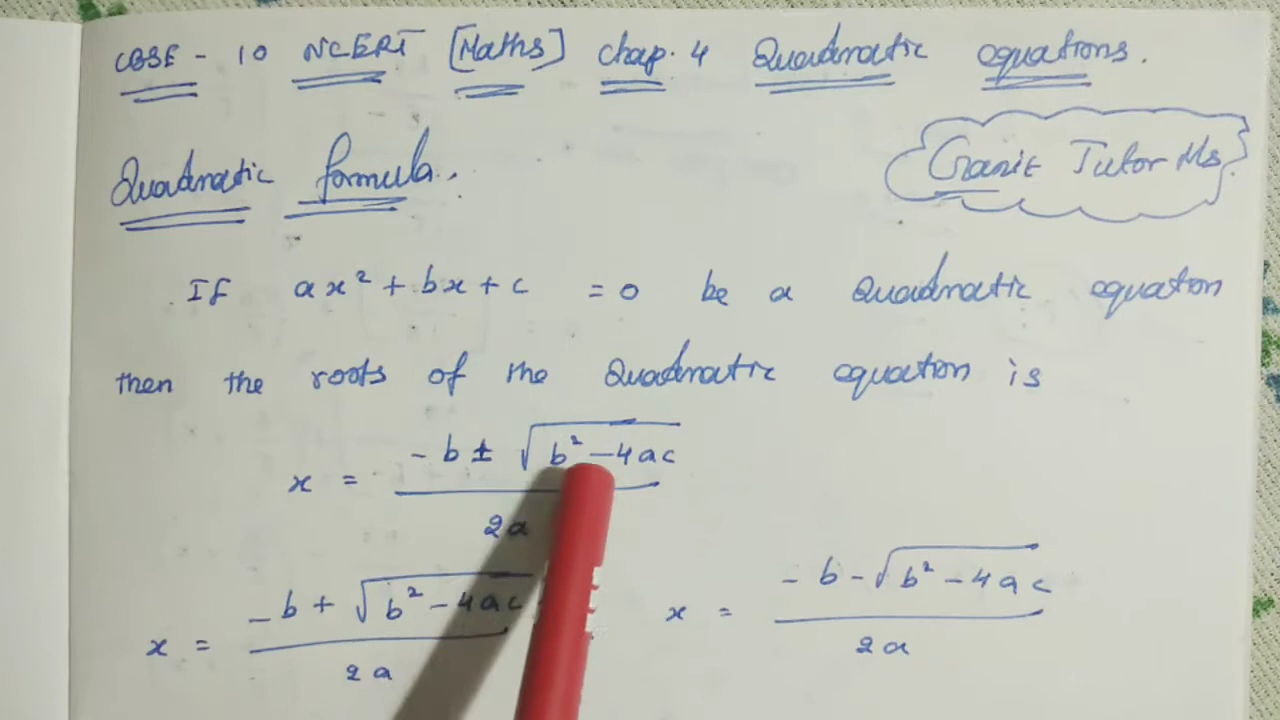 CBSE - 10 NCERT [Maths] chap. 4 Quadratic equations.
Quadratic formula.
Tutor Ms.
If ax² + bx + c = 0 be a Quadratic equation
then the roots of the Quadratic equation is
x = -b ± √(b² - 4ac) / 2a
x = -b + √(b² - 4ac) / 2a
x = -b - √(b² - 4ac) / 2a